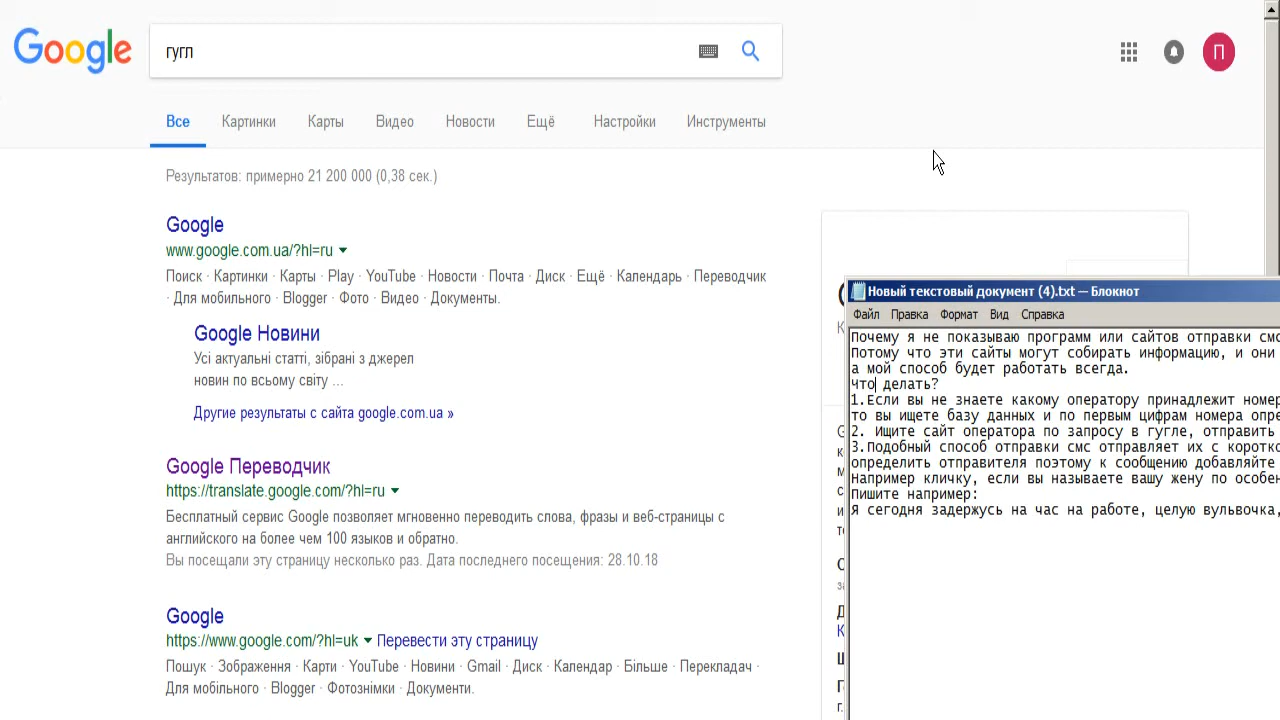 Google
гугл
П
Все Картинки Карты Видео Новости Ещё Настройки Инструменты
Результатов: примерно 21 200 000 (0,38 сек.)
Google
www.google.com.ua/?hl=ru
Поиск · Картинки · Карты · Play · YouTube · Новости · Почта · Диск · Ещё · Календарь · Переводчик
· Для мобильного · Blogger · Фото · Видео · Документы.
Google Новини
Усі актуальні статті, зібрані з джерел
новин по всьому світу ...
Другие результаты с сайта google.com.ua »
Google Переводчик
https://translate.google.com/?hl=ru
Бесплатный сервис Google позволяет мгновенно переводить слова, фразы и веб-страницы с
английского на более чем 100 языков и обратно.
Вы посещали эту страницу несколько раз. Дата последнего посещения: 28.10.18
Google
https://www.google.com/?hl=uk Перевести эту страницу
Пошук · Зображення · Карти · YouTube · Новини · Gmail · Диск · Календар · Більше · Перекладач ·
Для мобільного · Blogger · Фотознімки · Документи.
Новый текстовый документ (4).txt — Блокнот
Файл Правка Формат Вид Справка
Почему я не показываю программ или сайтов отправки смс
Потому что эти сайты могут собирать информацию, и они
а мой способ будет работать всегда.
Что делать?
1.Если вы не знаете какому оператору принадлежит номер
то вы ищете базу данных и по первым цифрам номера опре
2. Ищите сайт оператора по запросу в гугле, отправить
3.Подобный способ отправки смс отправляет их с коротко
определить отправителя поэтому к сообщению добавляйте
Например кличку, если вы называете вашу жену по особен
Пишите например:
Я сегодня задержусь на час на работе, целую вульвочка,